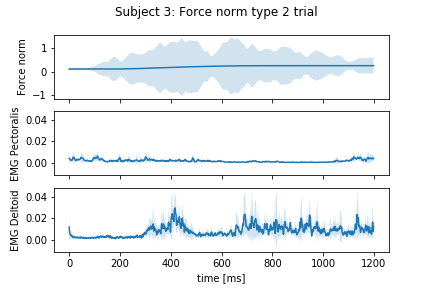 Subject 3: Force norm type 2 trial
Force norm
1
0
−1
EMG Pectoralis
0.04
0.02
0.00
EMG Deltoid
0.04
0.02
0.00
0 200 400 600 800 1000 1200
time [ms]